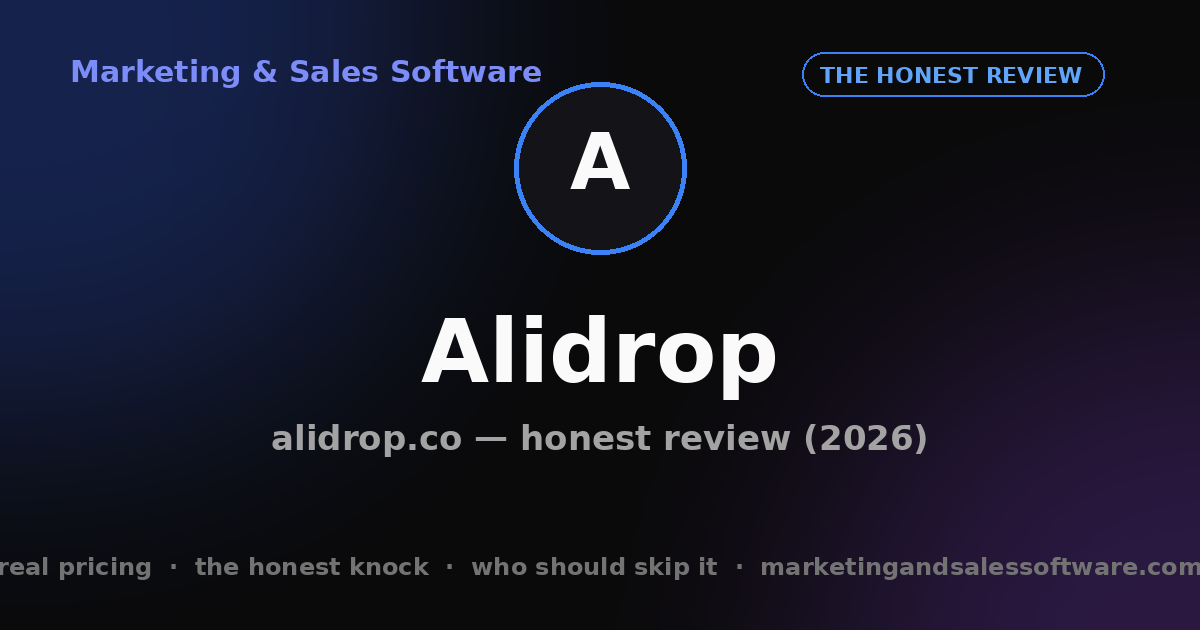 Marketing & Sales Software
THE HONEST REVIEW
A
Alidrop
alidrop.co — honest review (2026)
real pricing · the honest knock · who should skip it · marketingandsalessoftware.com